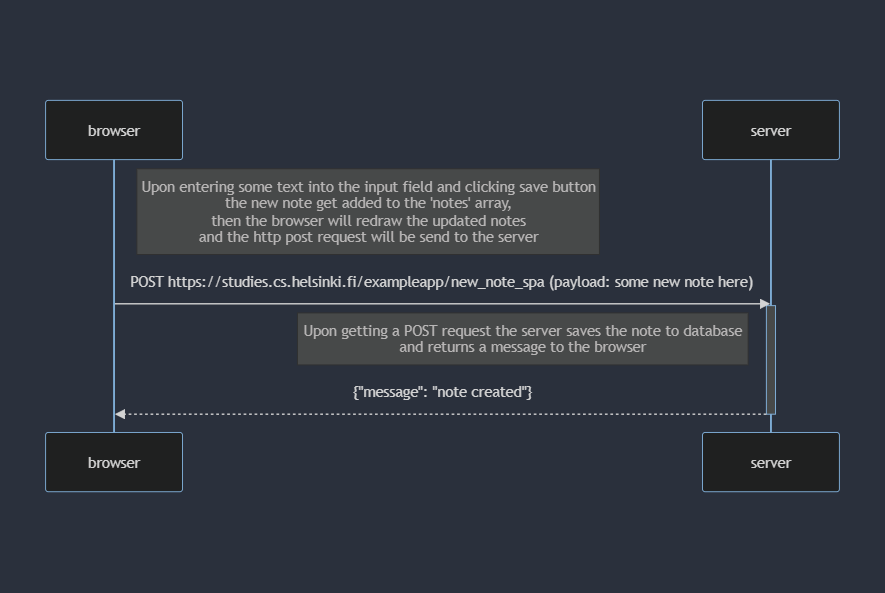 browser
server
Upon entering some text into the input field and clicking save button
the new note get added to the 'notes' array,
then the browser will redraw the updated notes
and the http post request will be send to the server
POST https://studies.cs.helsinki.fi/exampleapp/new_note_spa (payload: some new note here)
Upon getting a POST request the server saves the note to database
and returns a message to the browser
{"message": "note created"}
browser
server